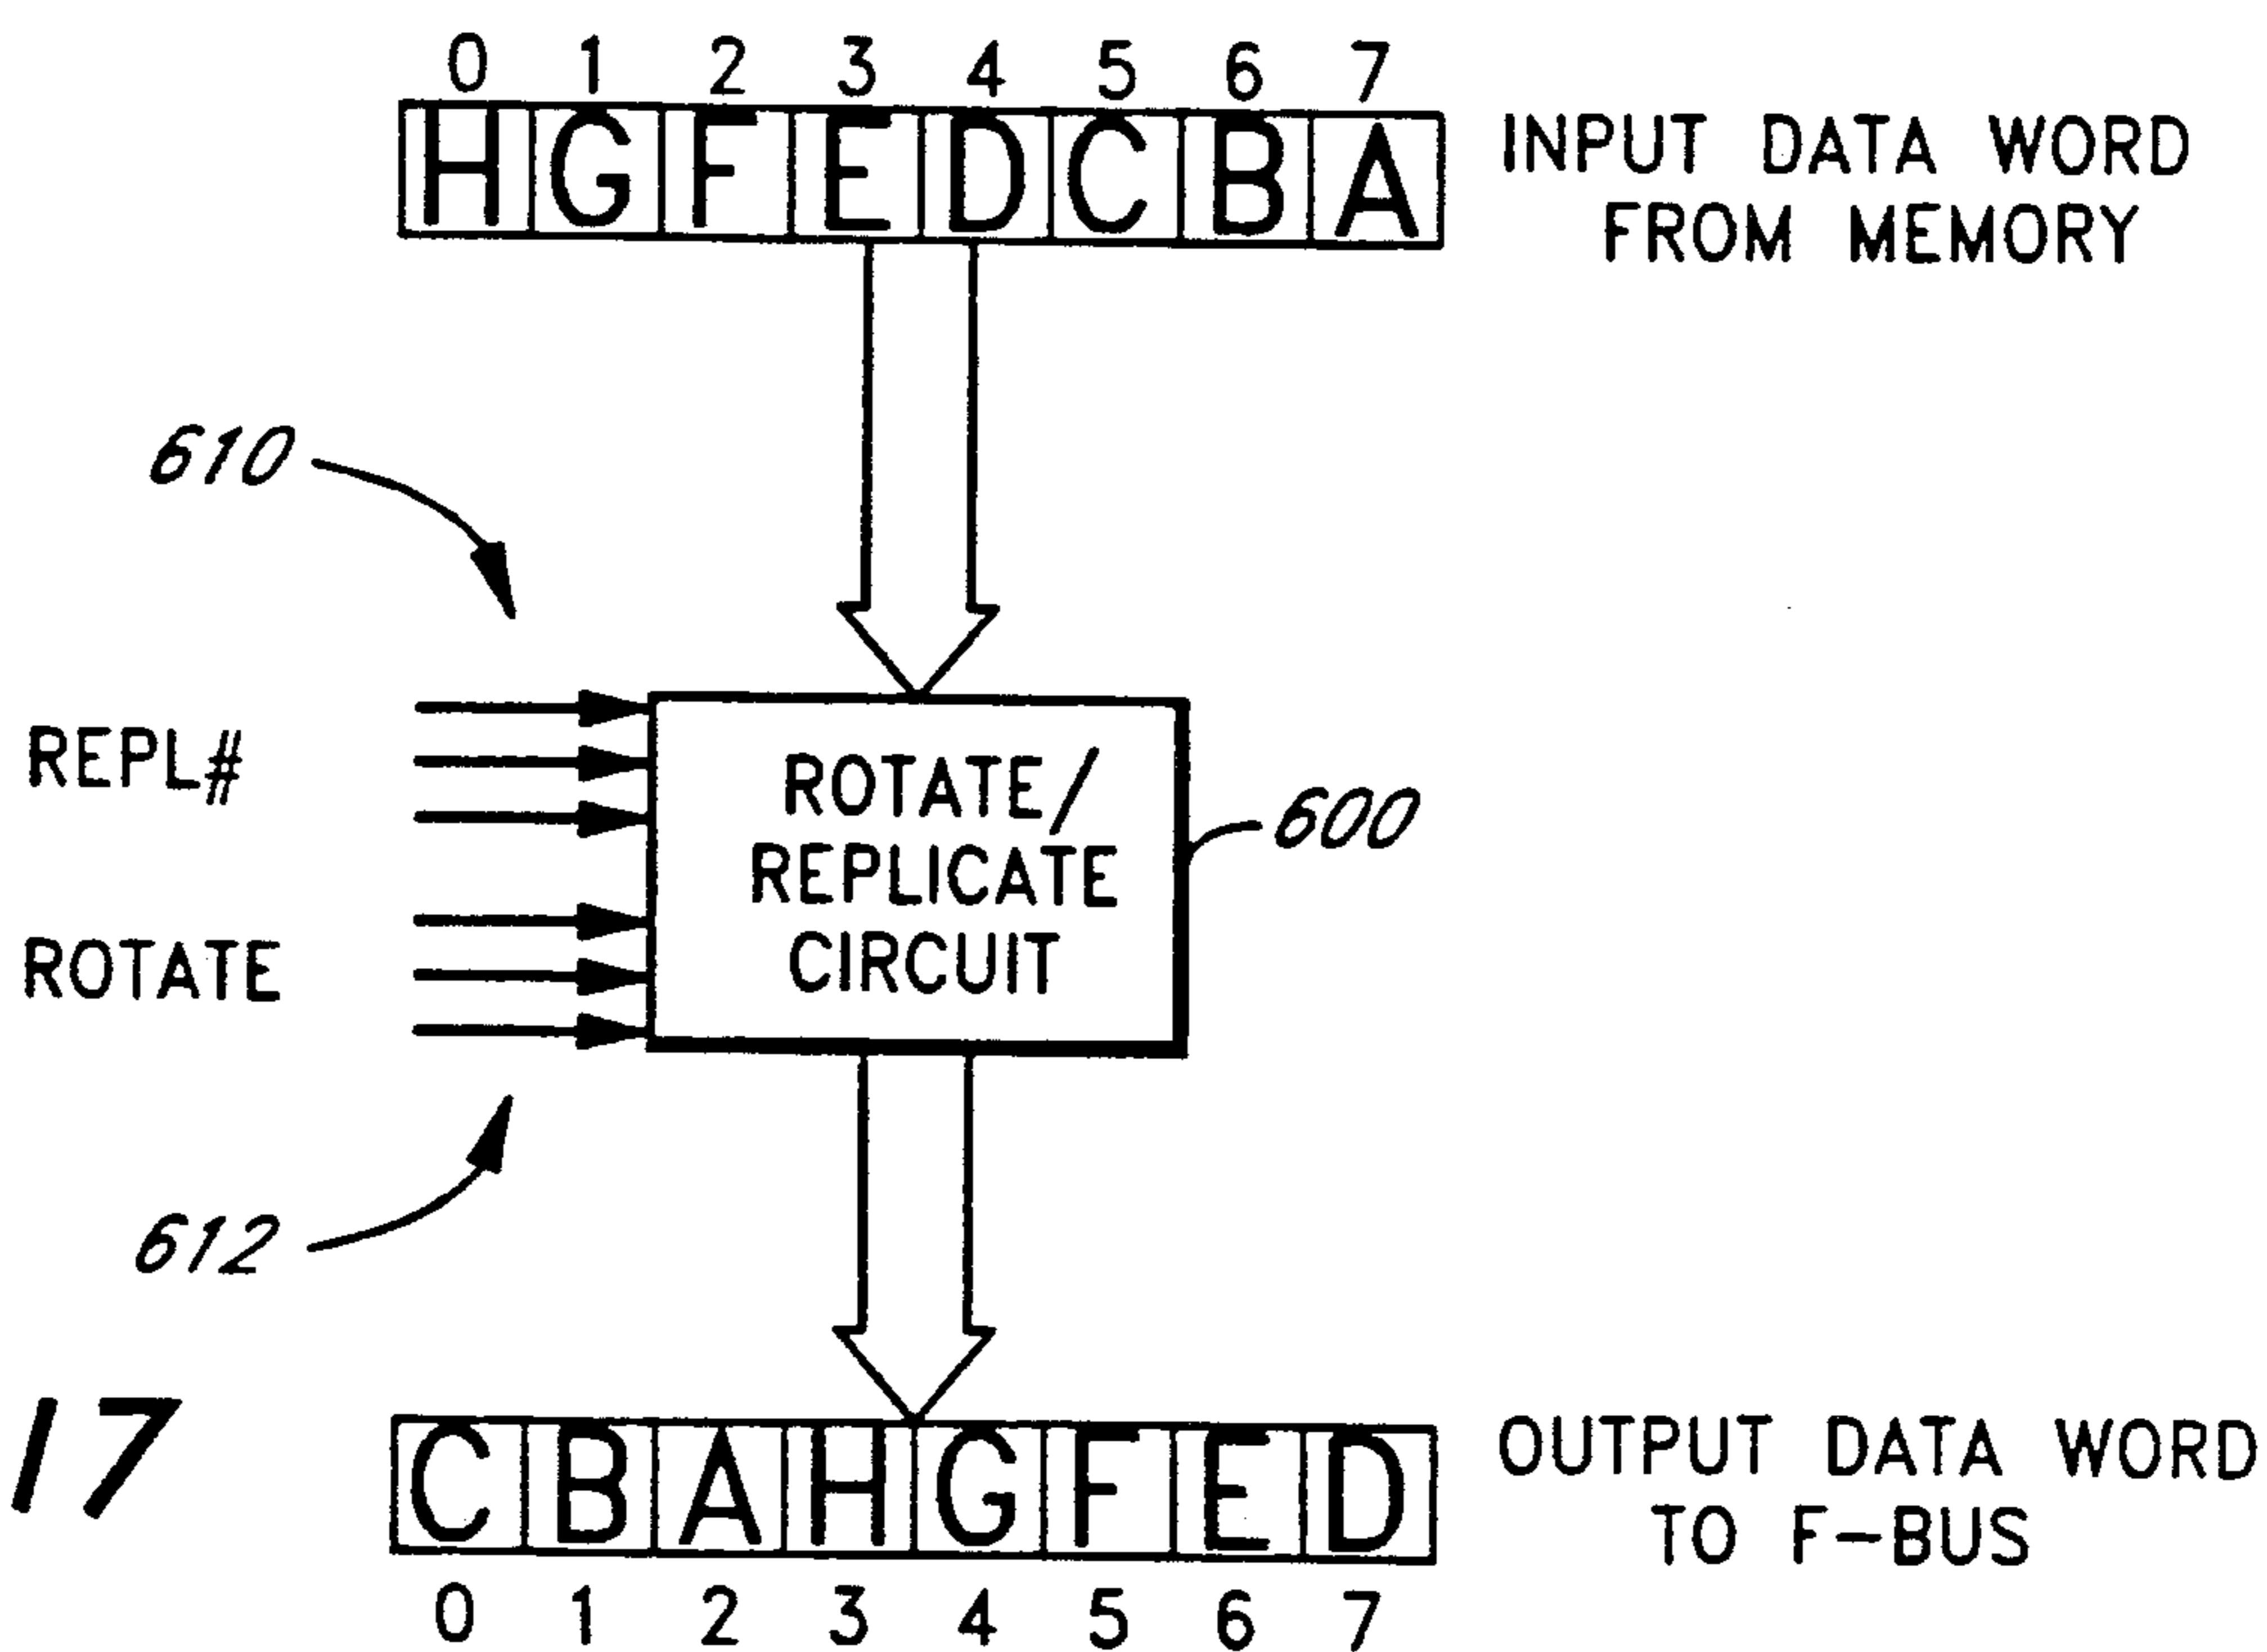 0 1 2 3 4 5 6 7
H G F E D C B A
INPUT DATA WORD
FROM MEMORY
610
REPL#
ROTATE/
REPLICATE
CIRCUIT
600
ROTATE
612
17
C B A H G F E D
OUTPUT DATA WORD
TO F-BUS
0 1 2 3 4 5 6 7